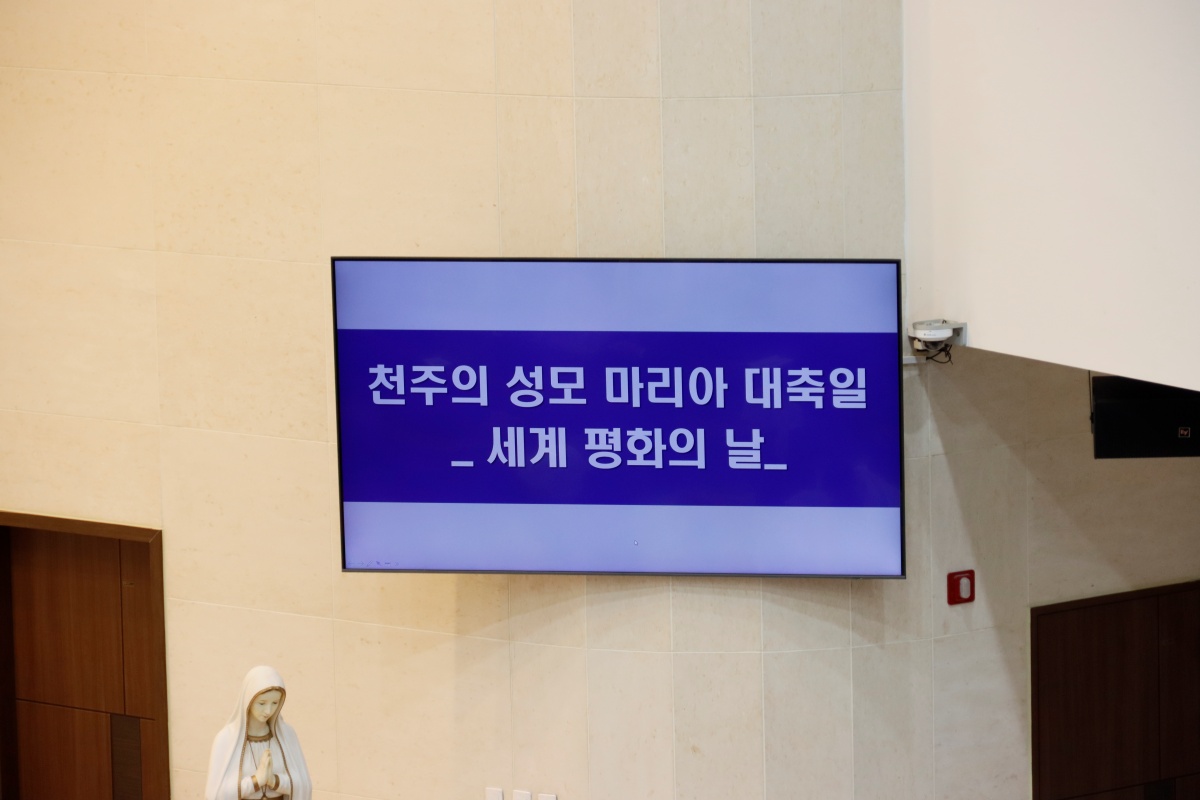 천주의 성모 마리아 대축일
_ 세계 평화의 날_